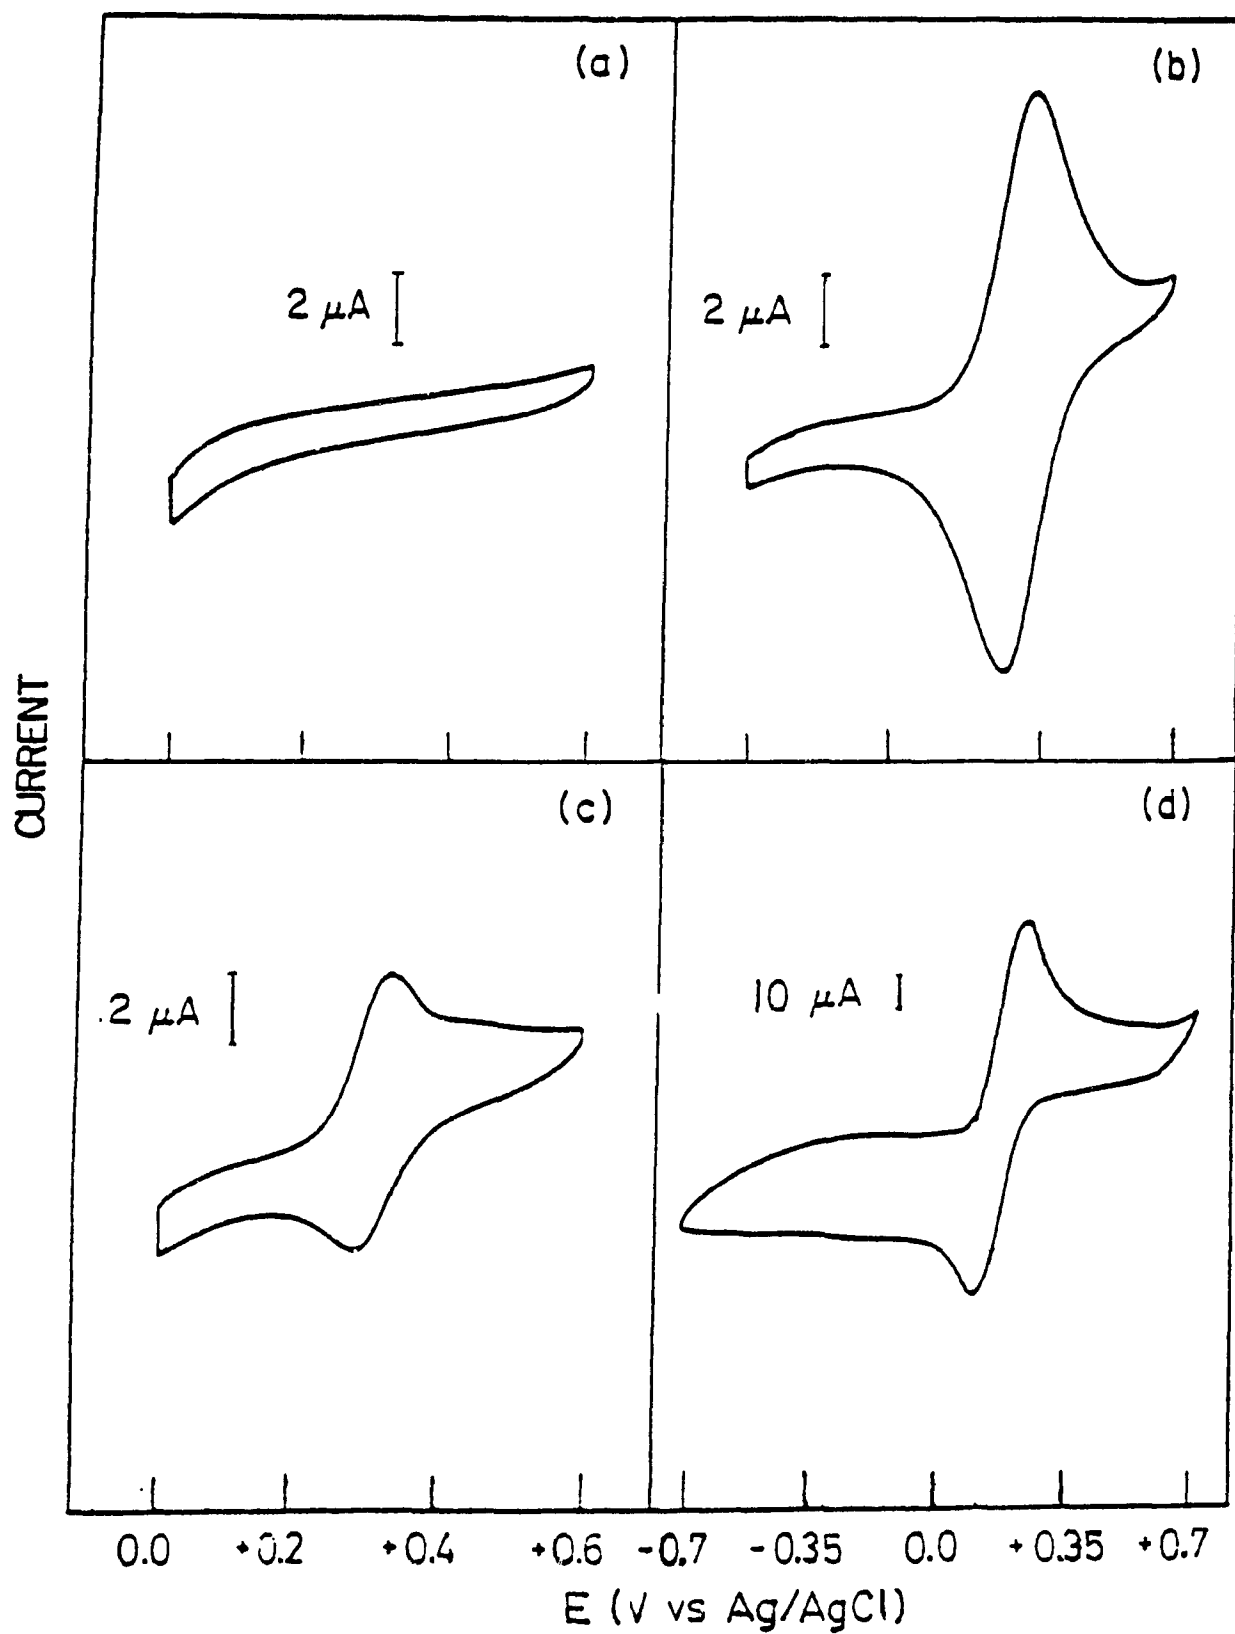 (a)
(b)
2 μA
2 μA
CURRENT
(c)
(d)
.2 μA
10 μA
0.0 +0.2 +0.4 +0.6 -0.7 -0.35 0.0 +0.35 +0.7
E (V vs Ag/AgCl)